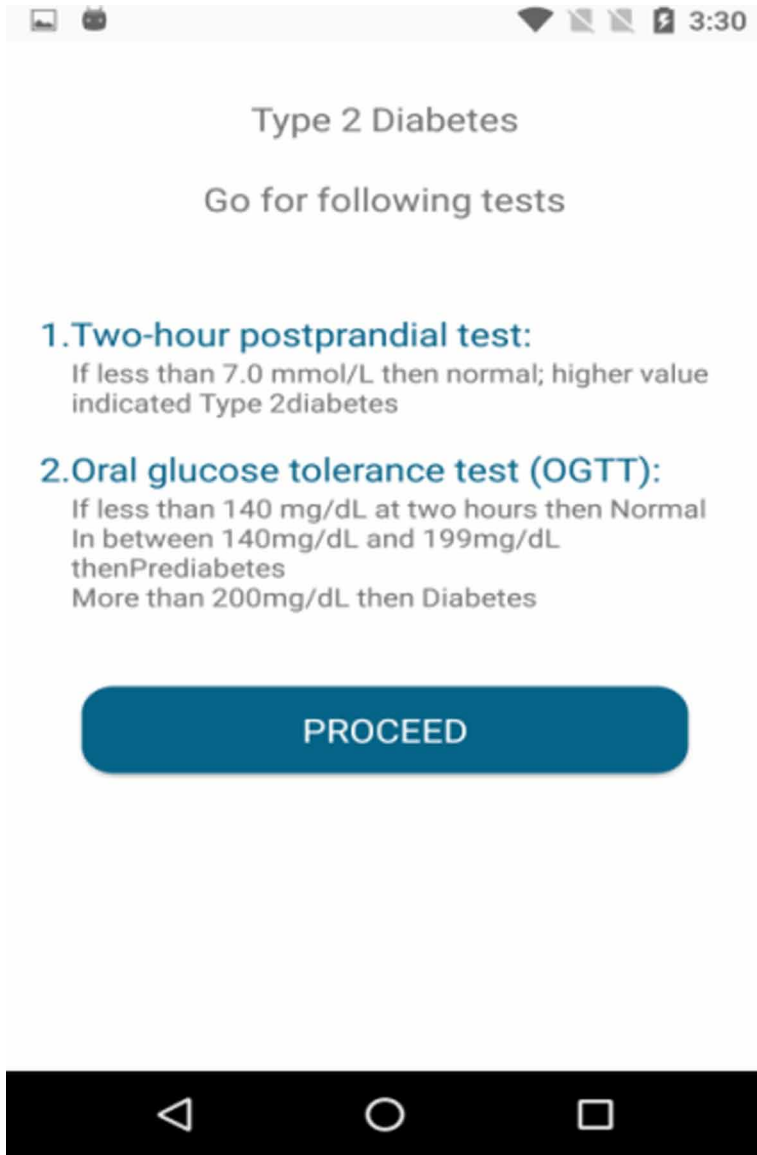 3:30
Type 2 Diabetes
Go for following tests
1.Two-hour postprandial test:
If less than 7.0 mmol/L then normal; higher value
indicated Type 2diabetes
2.Oral glucose tolerance test (OGTT):
If less than 140 mg/dL at two hours then Normal
In between 140mg/dL and 199mg/dL
thenPrediabetes
More than 200mg/dL then Diabetes
PROCEED